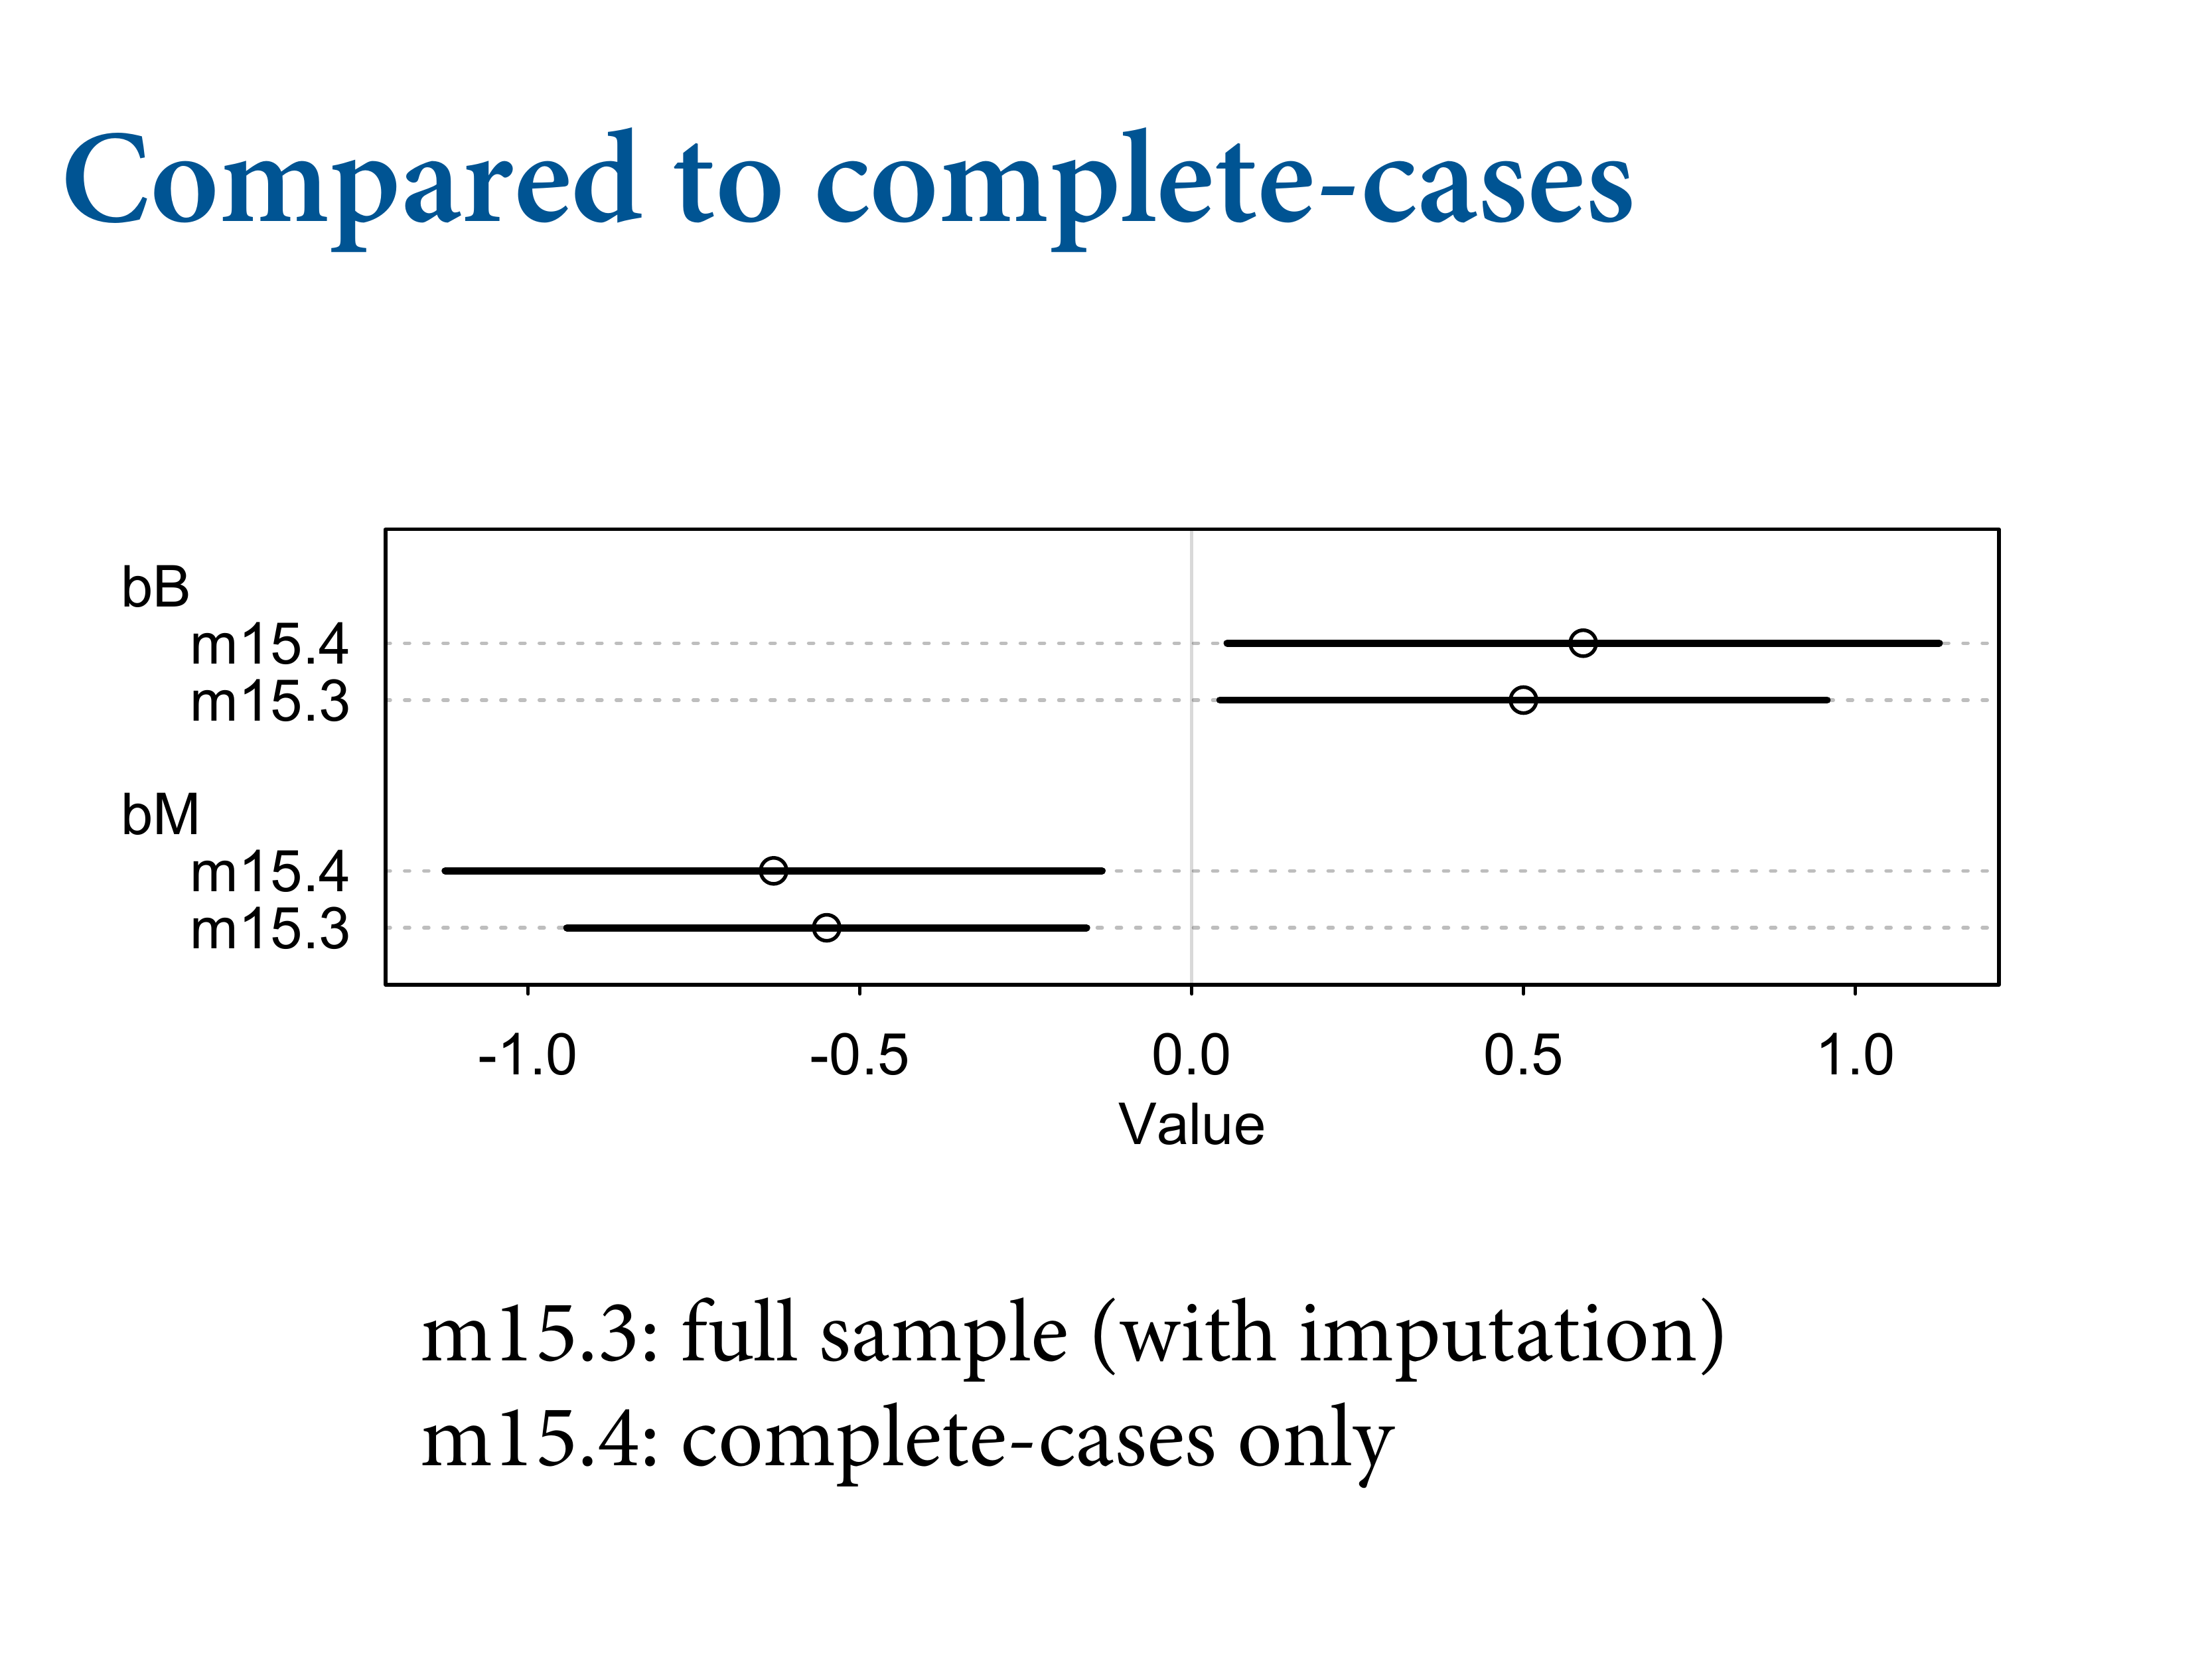 Compared to complete-cases
bB
m15.4
m15.3
bM
m15.4
m15.3
-1.0 -0.5 0.0 0.5 1.0
Value
m15.3: full sample (with imputation)
m15.4: complete-cases only